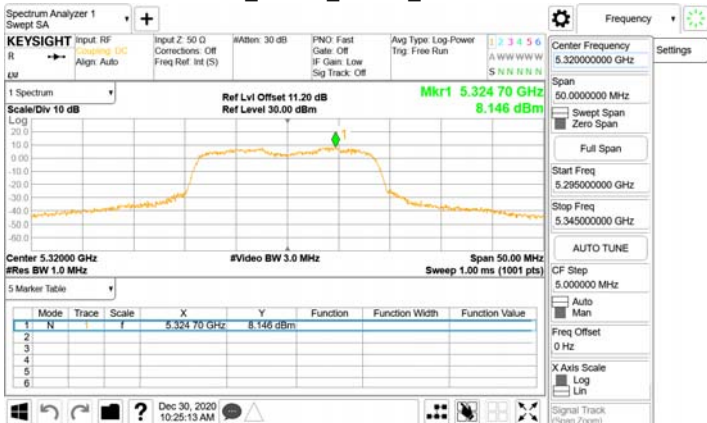 Spectrum Analyzer 1
Swept SA
+
Frequency
KEYSIGHT
Input: RF
Coupling: DC
Align: Auto
Input Z: 50 Ω
Corrections: Off
Freq Ref: Int (S)
#Atten: 30 dB
PNO: Fast
Gate: Off
IF Gain: Low
Sig Track: Off
Avg Type: Log-Power
Trig: Free Run
1 2 3 4 5 6
A W W W W W
S N N N N N
R
Center Frequency
5.320000000 GHz
Settings
Span
50.0000000 MHz
Swept Span
Zero Span
Full Span
Start Freq
5.295000000 GHz
Stop Freq
5.345000000 GHz
AUTO TUNE
CF Step
5.000000 MHz
Auto
Man
Freq Offset
0 Hz
X Axis Scale
Log
Lin
Signal Track
(Span Zoom)
1 Spectrum
Scale/Div 10 dB
Ref Lvl Offset 11.20 dB
Ref Level 30.00 dBm
Mkr1 5.324 70 GHz
8.146 dBm
Log
20.0
10.0
0.00
-10.0
-20.0
-30.0
-40.0
-50.0
-60.0
1
Center 5.32000 GHz
#Res BW 1.0 MHz
#Video BW 3.0 MHz
Span 50.00 MHz
Sweep 1.00 ms (1001 pts)
5 Marker Table
Mode Trace Scale X Y Function Function Width Function Value
1 N 1 f 5.324 70 GHz 8.146 dBm
2
3
4
5
6
?
Dec 30, 2020
10:25:13 AM